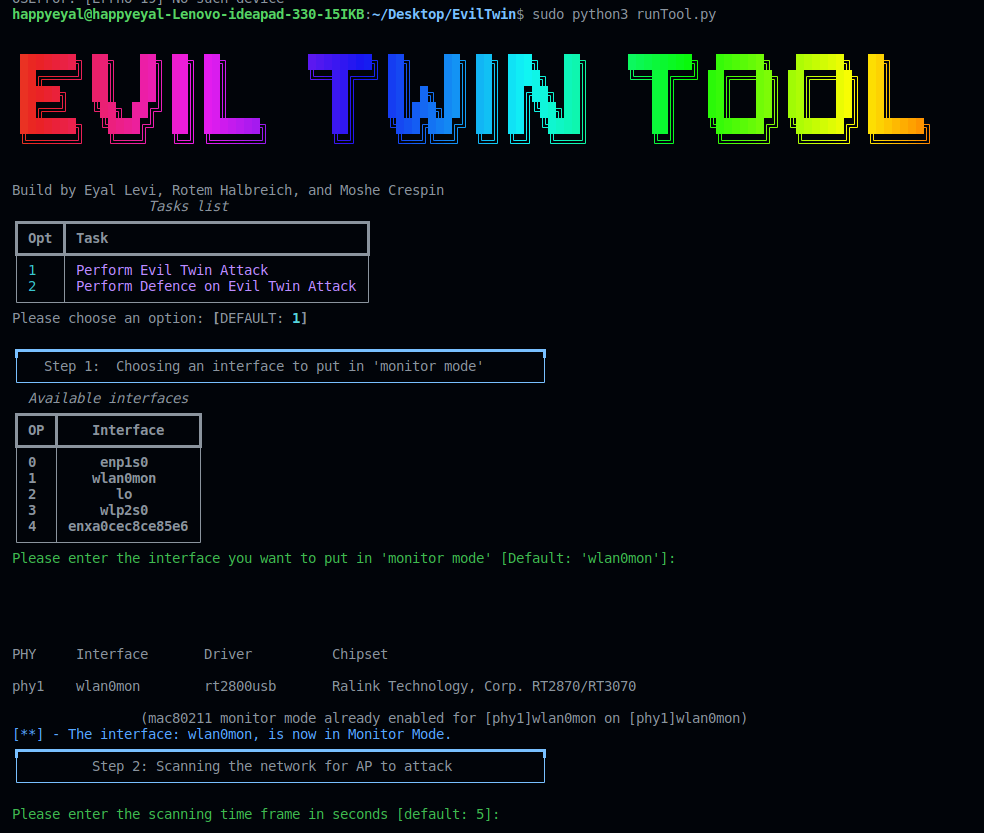 OSError: [Errno 19] No such device
happyeyal@happyeyal-Lenovo-ideapad-330-15IKB:~/Desktop/EvilTwin$ sudo python3 runTool.py
EVIL TWIN TOOL
Build by Eyal Levi, Rotem Halbreich, and Moshe Crespin
Tasks list
Opt Task
1 Perform Evil Twin Attack
2 Perform Defence on Evil Twin Attack
Please choose an option: [DEFAULT: 1]
Step 1:  Choosing an interface to put in 'monitor mode'
Available interfaces
OP Interface
0 enp1s0
1 wlan0mon
2 lo
3 wlp2s0
4 enxa0cec8ce85e6
Please enter the interface you want to put in 'monitor mode' [Default: 'wlan0mon']:
PHY Interface Driver Chipset
phy1 wlan0mon rt2800usb Ralink Technology, Corp. RT2870/RT3070
(mac80211 monitor mode already enabled for [phy1]wlan0mon on [phy1]wlan0mon)
[**] - The interface: wlan0mon, is now in Monitor Mode.
Step 2: Scanning the network for AP to attack
Please enter the scanning time frame in seconds [default: 5]: